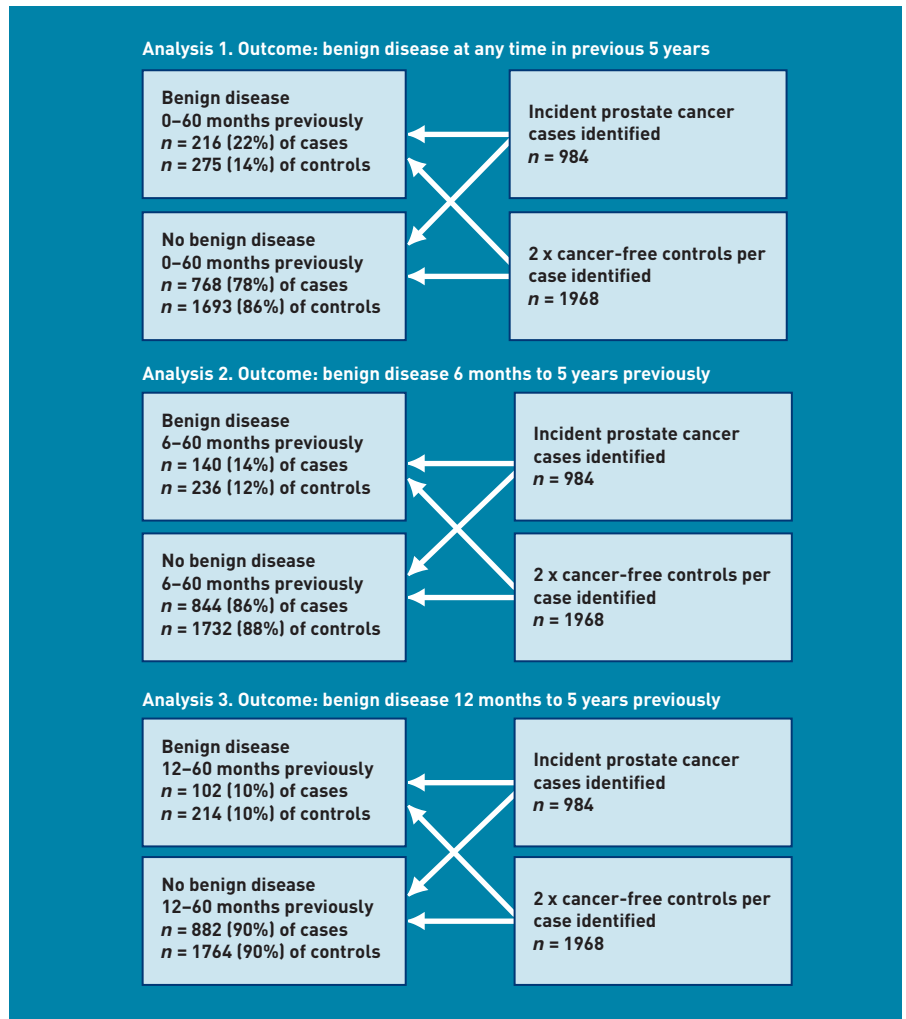 Analysis 1. Outcome: benign disease at any time in previous 5 years
Benign disease
0–60 months previously
n = 216 (22%) of cases
n = 275 (14%) of controls
Incident prostate cancer
cases identified
n = 984
No benign disease
0–60 months previously
n = 768 (78%) of cases
n = 1693 (86%) of controls
2 x cancer-free controls per
case identified
n = 1968
Analysis 2. Outcome: benign disease 6 months to 5 years previously
Benign disease
6–60 months previously
n = 140 (14%) of cases
n = 236 (12%) of controls
Incident prostate cancer
cases identified
n = 984
No benign disease
6–60 months previously
n = 844 (86%) of cases
n = 1732 (88%) of controls
2 x cancer-free controls per
case identified
n = 1968
Analysis 3. Outcome: benign disease 12 months to 5 years previously
Benign disease
12–60 months previously
n = 102 (10%) of cases
n = 214 (10%) of controls
Incident prostate cancer
cases identified
n = 984
No benign disease
12–60 months previously
n = 882 (90%) of cases
n = 1764 (90%) of controls
2 x cancer-free controls per
case identified
n = 1968